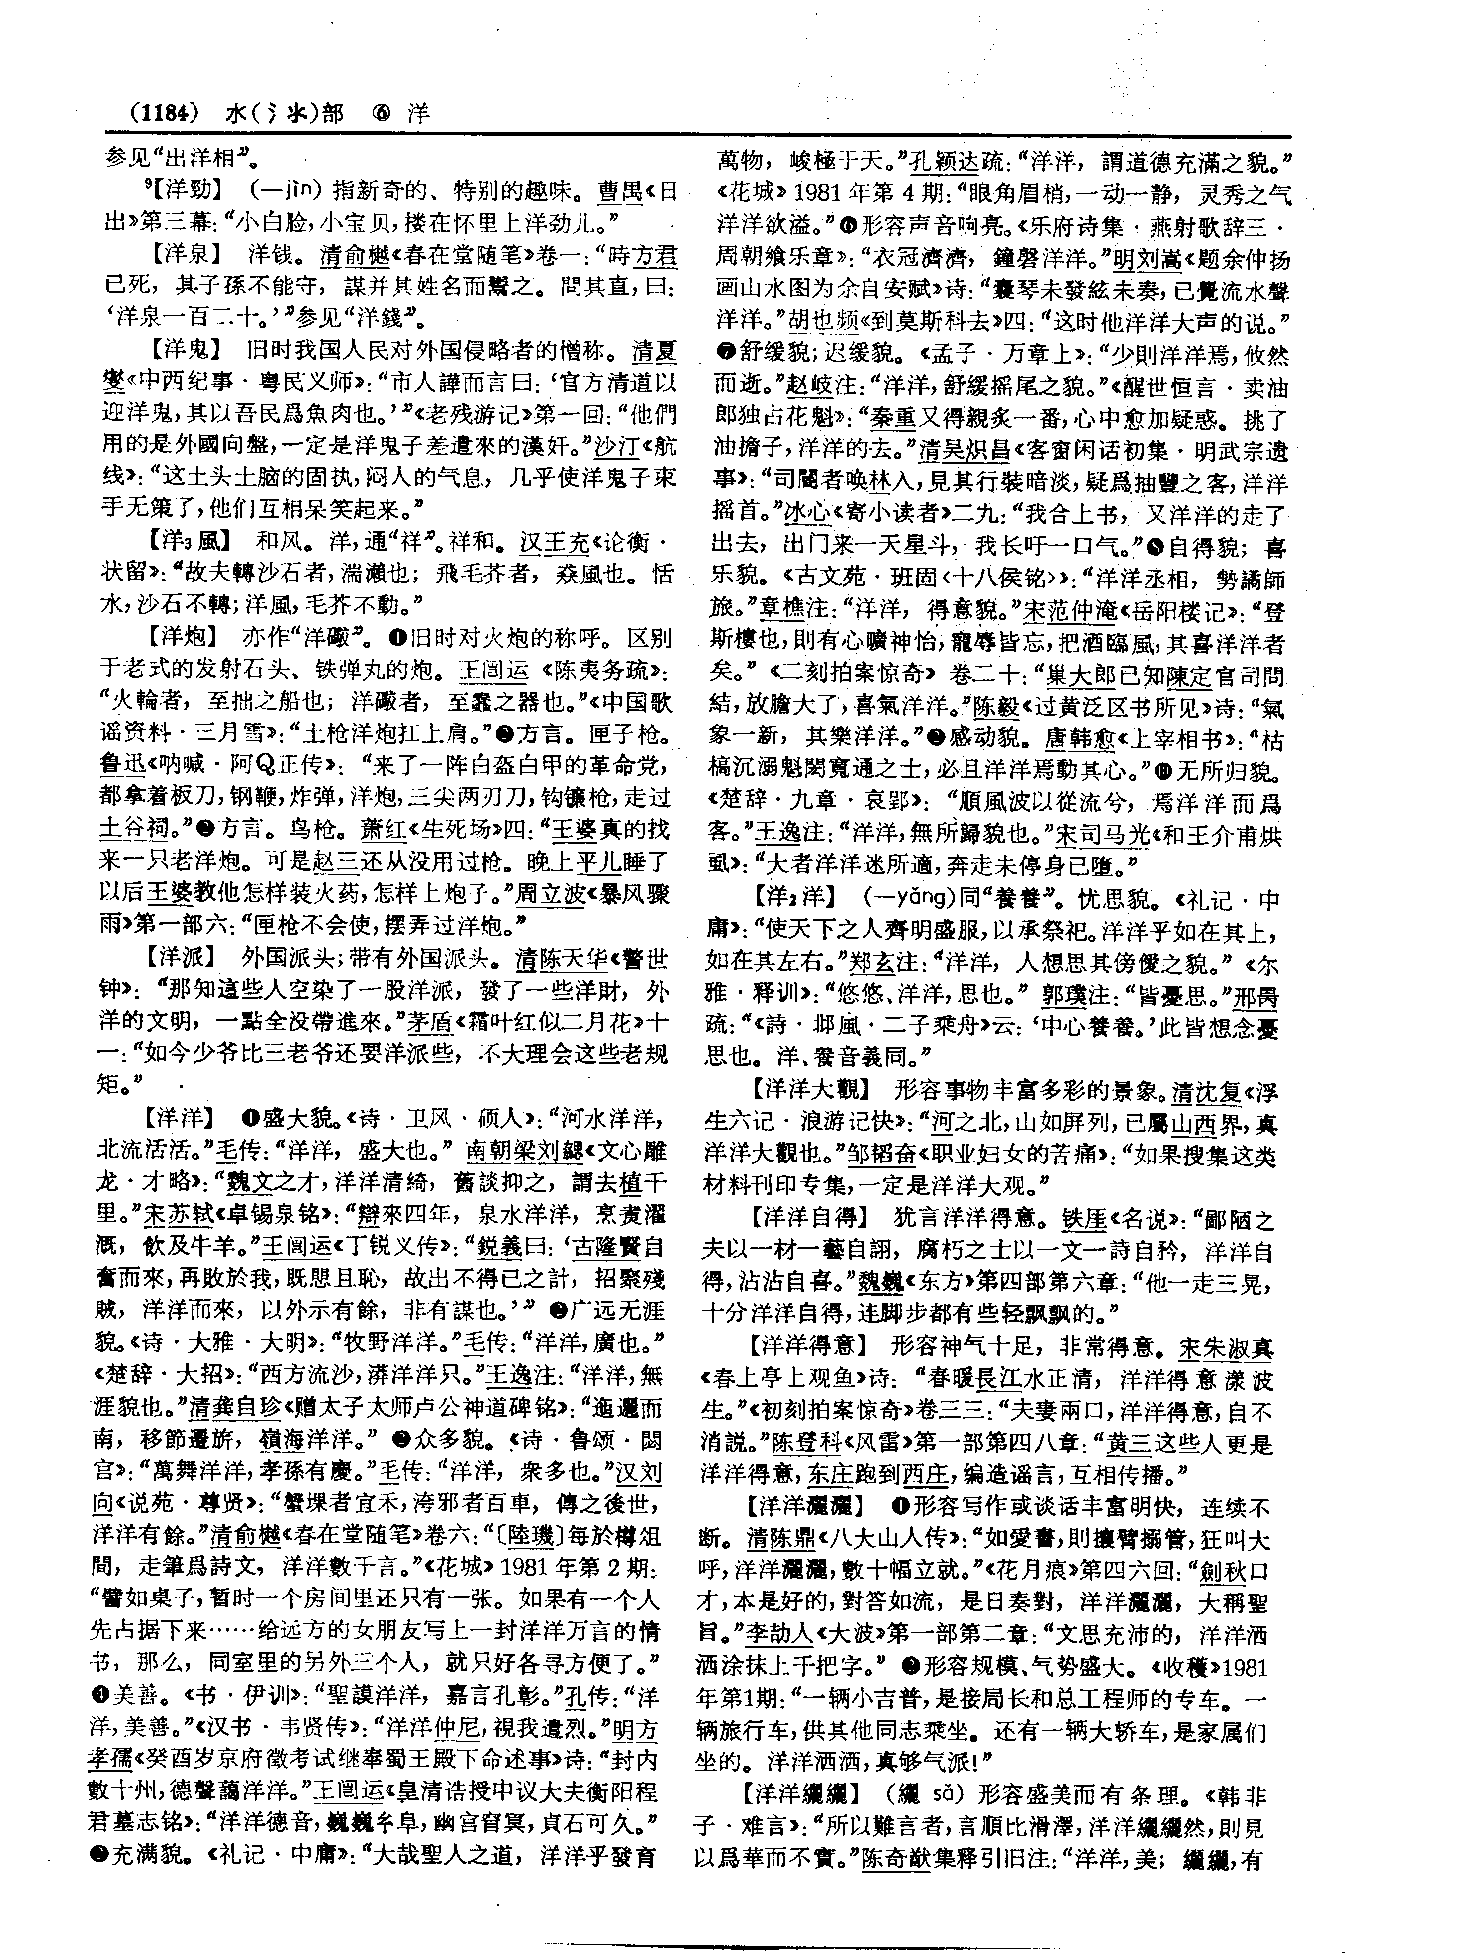 (1184) 水(氵氺)部 ⑥ 洋
参见“出洋相”。
⁹【洋勁】 (—jìn) 指新奇的、特别的趣味。曹禺《日
出》第三幕：“小白脸，小宝贝，搂在怀里上洋劲儿。”
【洋泉】 洋钱。清俞樾《春在堂随笔》卷一：“時方君
已死，其子孫不能守，謀并其姓名而鬻之。問其直，曰：
‘洋泉一百二十。’”参见“洋錢”。
【洋鬼】 旧时我国人民对外国侵略者的憎称。清夏
燮《中西纪事·粤民义师》：“市人譁而言曰：‘官方清道以
迎洋鬼，其以吾民爲魚肉也。’”《老残游记》第一回：“他們
用的是外國向盤，一定是洋鬼子差遣來的漢奸。”沙汀《航
线》：“这土头土脑的固执，闷人的气息，几乎使洋鬼子束
手无策了，他们互相呆笑起来。”
【洋₃風】 和风。洋，通“祥”。祥和。汉王充《论衡·
状留》：“故夫轉沙石者，湍瀨也；飛毛芥者，猋風也。恬
水，沙石不轉；洋風，毛芥不動。”
【洋炮】 亦作“洋礮”。❶旧时对火炮的称呼。区别
于老式的发射石头、铁弹丸的炮。王闿运《陈夷务疏》：
“火輪者，至拙之船也；洋礮者，至蠢之器也。”《中国歌
谣资料·三月雪》：“土枪洋炮扛上肩。”❷方言。匣子枪。
鲁迅《呐喊·阿Q正传》：“来了一阵白盔白甲的革命党，
都拿着板刀，钢鞭，炸弹，洋炮，三尖两刃刀，钩镰枪，走过
土谷祠。”❸方言。鸟枪。萧红《生死场》四：“王婆真的找
来一只老洋炮。可是赵三还从没用过枪。晚上平儿睡了
以后王婆教他怎样装火药，怎样上炮子。”周立波《暴风骤
雨》第一部六：“匣枪不会使，摆弄过洋炮。”
【洋派】 外国派头；带有外国派头。清陈天华《警世
钟》：“那知這些人空染了一股洋派，發了一些洋財，外
洋的文明，一點全没帶進來。”茅盾《霜叶红似二月花》十
一：“如今少爷比三老爷还要洋派些，不大理会这些老规
矩。”
【洋洋】 ❶盛大貌。《诗·卫风·硕人》：“河水洋洋，
北流活活。”毛传：“洋洋，盛大也。”南朝梁刘勰《文心雕
龙·才略》：“魏文之才，洋洋清綺，舊談抑之，謂去植千
里。”宋苏轼《卓锡泉铭》：“辯來四年，泉水洋洋，烹煑濯
溉，飲及牛羊。”王闿运《丁锐义传》：“鋭義曰：‘古隆賢自
奮而來，再敗於我，既慙且恥，故出不得已之計，招聚殘
賊，洋洋而來，以外示有餘，非有謀也。’”❷广远无涯
貌。《诗·大雅·大明》：“牧野洋洋。”毛传：“洋洋，廣也。”
《楚辞·大招》：“西方流沙，漭洋洋只。”王逸注：“洋洋，無
涯貌也。”清龚自珍《赠太子太师卢公神道碑铭》：“迤邐而
南，移節遷旂，嶺海洋洋。”❸众多貌。《诗·鲁颂·閟
宫》：“萬舞洋洋，孝孫有慶。”毛传：“洋洋，衆多也。”汉刘
向《说苑·尊贤》：“蟹堁者宜禾，洿邪者百車，傳之後世，
洋洋有餘。”清俞樾《春在堂随笔》卷六：“〔陸璣〕每於樽俎
間，走筆爲詩文，洋洋數千言。”《花城》1981年第2期：
“譬如桌子，暂时一个房间里还只有一张。如果有一个人
先占据下来……给远方的女朋友写上一封洋洋万言的情
书，那么，同室里的另外三个人，就只好各寻方便了。”
❹美善。《书·伊训》：“聖謨洋洋，嘉言孔彰。”孔传：“洋
洋，美善。”《汉书·韦贤传》：“洋洋仲尼，視我遺烈。”明方
孝孺《癸酉岁京府徵考试继奉蜀王殿下命述事》诗：“封内
數十州，德聲藹洋洋。”王闿运《皇清诰授中议大夫衡阳程
君墓志铭》：“洋洋德音，巍巍冬阜，幽宫窅冥，貞石可久。”
❺充满貌。《礼记·中庸》：“大哉聖人之道，洋洋乎發育
萬物，峻極于天。”孔颖达疏：“洋洋，謂道德充滿之貌。”
《花城》1981年第4期：“眼角眉梢，一动一静，灵秀之气
洋洋欲溢。”❻形容声音响亮。《乐府诗集·燕射歌辞三·
周朝飨乐章》：“衣冠濟濟，鐘磬洋洋。”明刘嵩《题余仲扬
画山水图为余自安赋》诗：“囊琴未發絃未奏，已覺流水聲
洋洋。”胡也频《到莫斯科去》四：“这时他洋洋大声的说。”
❼舒缓貌；迟缓貌。《孟子·万章上》：“少則洋洋焉，攸然
而逝。”赵岐注：“洋洋，舒緩摇尾之貌。”《醒世恒言·卖油
郎独占花魁》：“秦重又得親炙一番，心中愈加疑惑。挑了
油擔子，洋洋的去。”清吴炽昌《客窗闲话初集·明武宗遗
事》：“司閽者唤林入，見其行裝暗淡，疑爲抽豐之客，洋洋
摇首。”冰心《寄小读者》二九：“我合上书，又洋洋的走了
出去，出门来一天星斗，我长吁一口气。”❽自得貌；喜
乐貌。《古文苑·班固〈十八侯铭〉》：“洋洋丞相，勢譎師
旅。”章樵注：“洋洋，得意貌。”宋范仲淹《岳阳楼记》：“登
斯樓也，則有心曠神怡，寵辱皆忘，把酒臨風，其喜洋洋者
矣。”《二刻拍案惊奇》卷二十：“巢大郎已知陳定官司問
結，放膽大了，喜氣洋洋。”陈毅《过黄泛区书所见》诗：“氣
象一新，其樂洋洋。”❾感动貌。唐韩愈《上宰相书》：“枯
槁沉溺魁閎寬通之士，必且洋洋焉動其心。”❿无所归貌。
《楚辞·九章·哀郢》：“順風波以從流兮，焉洋洋而爲
客。”王逸注：“洋洋，無所歸貌也。”宋司马光《和王介甫烘
虱》：“大者洋洋迷所適，奔走未停身已墮。”
【洋₂洋】 (—yǎng)同“養養”。忧思貌。《礼记·中
庸》：“使天下之人齊明盛服，以承祭祀。洋洋乎如在其上，
如在其左右。”郑玄注：“洋洋，人想思其傍僾之貌。”《尔
雅·释训》：“悠悠、洋洋，思也。”郭璞注：“皆憂思。”邢昺
疏：“《詩·邶風·二子乘舟》云：‘中心養養。’此皆想念憂
思也。洋、養音義同。”
【洋洋大觀】 形容事物丰富多彩的景象。清沈复《浮
生六记·浪游记快》：“河之北，山如屏列，已屬山西界，真
洋洋大觀也。”邹韬奋《职业妇女的苦痛》：“如果搜集这类
材料刊印专集，一定是洋洋大观。”
【洋洋自得】 犹言洋洋得意。铁厓《名说》：“鄙陋之
夫以一材一藝自詡，腐朽之士以一文一詩自矜，洋洋自
得，沾沾自喜。”魏巍《东方》第四部第六章：“他一走三晃，
十分洋洋自得，连脚步都有些轻飘飘的。”
【洋洋得意】 形容神气十足，非常得意。宋朱淑真
《春上亭上观鱼》诗：“春暖長江水正清，洋洋得意漾波
生。”《初刻拍案惊奇》卷三三：“夫妻兩口，洋洋得意，自不
消説。”陈登科《风雷》第一部第四八章：“黄三这些人更是
洋洋得意，东庄跑到西庄，编造谣言，互相传播。”
【洋洋灑灑】 ❶形容写作或谈话丰富明快，连续不
断。清陈鼎《八大山人传》：“如愛書，則攘臂搦管，狂叫大
呼，洋洋灑灑，數十幅立就。”《花月痕》第四六回：“劍秋口
才，本是好的，對答如流，是日奏對，洋洋灑灑，大稱聖
旨。”李劼人《大波》第一部第二章：“文思充沛的，洋洋洒
洒涂抹上千把字。”❷形容规模、气势盛大。《收穫》1981
年第1期：“一辆小吉普，是接局长和总工程师的专车。一
辆旅行车，供其他同志乘坐。还有一辆大轿车，是家属们
坐的。洋洋洒洒，真够气派！”
【洋洋纚纚】 (纚 sǎ) 形容盛美而有条理。《韩非
子·难言》：“所以難言者，言順比滑澤，洋洋纚纚然，則見
以爲華而不實。”陈奇猷集释引旧注：“洋洋，美；纚纚，有